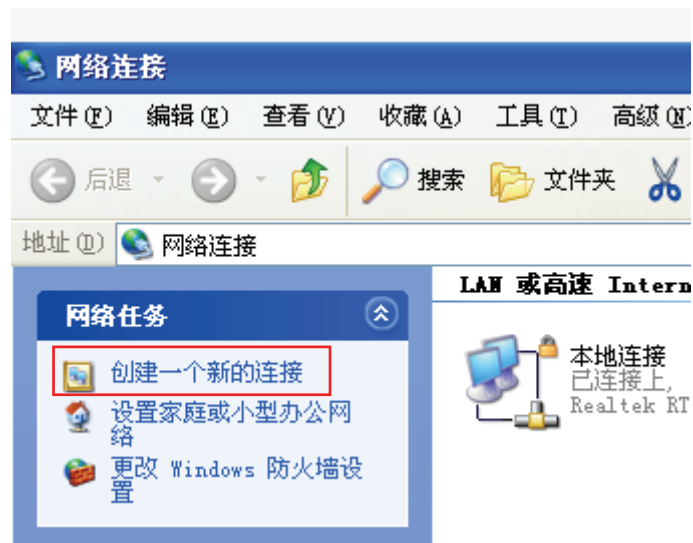 网络连接
文件(F) 编辑(E) 查看(V) 收藏(A) 工具(T) 高级(N)
后退 搜索 文件夹
地址(D) 网络连接
LAN 或高速 Intern
网络任务
创建一个新的连接
本地连接
已连接上,
Realtek RT
设置家庭或小型办公网
络
更改 Windows 防火墙设
置